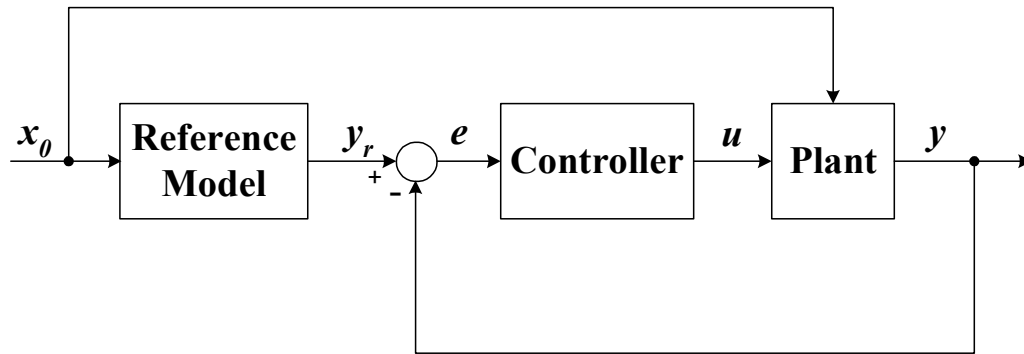 x0
Reference
Model
yr
+
-
e
Controller
u
Plant
y